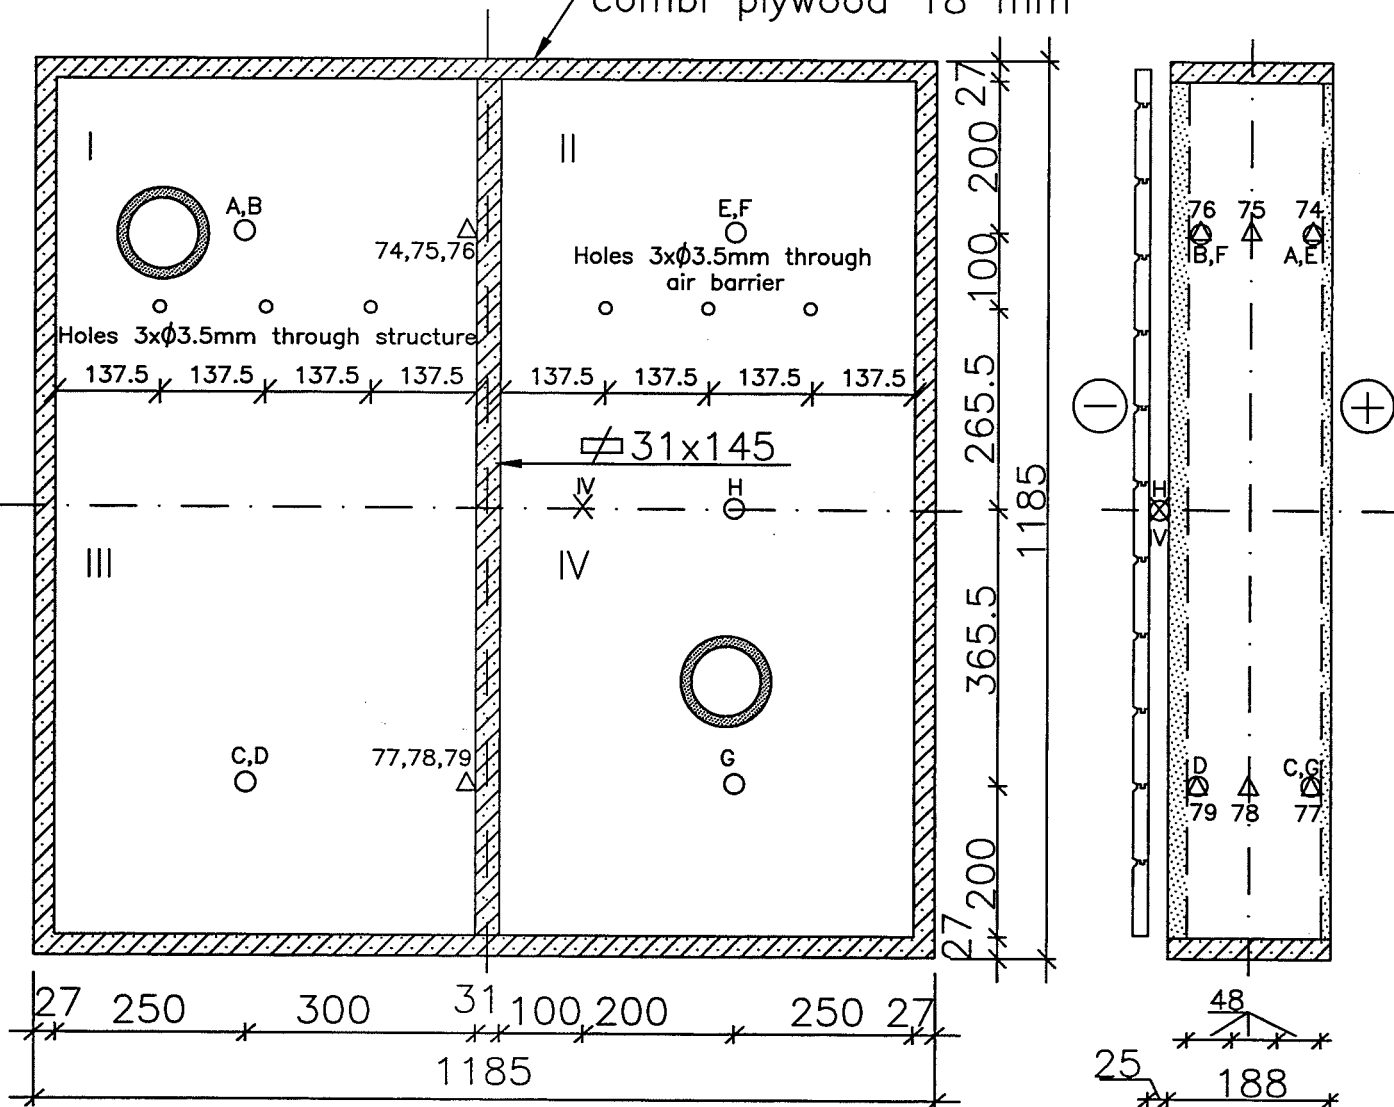 combi plywood 18 mm
I
II
A,B
E,F
74,75,76
Holes 3xϕ3.5mm through
air barrier
Holes 3xϕ3.5mm through structure
137.5 137.5 137.5 137.5
137.5 137.5 137.5 137.5
31x145
IV
H
III
IV
C,D
77,78,79
G
27
200
100
265.5
365.5
200
27
1185
27 250 300 31 100 200 250 27
1185
76 75 74
B,F
A,E
−
+
H
V
D
C,G
79 78 77
48
25
188